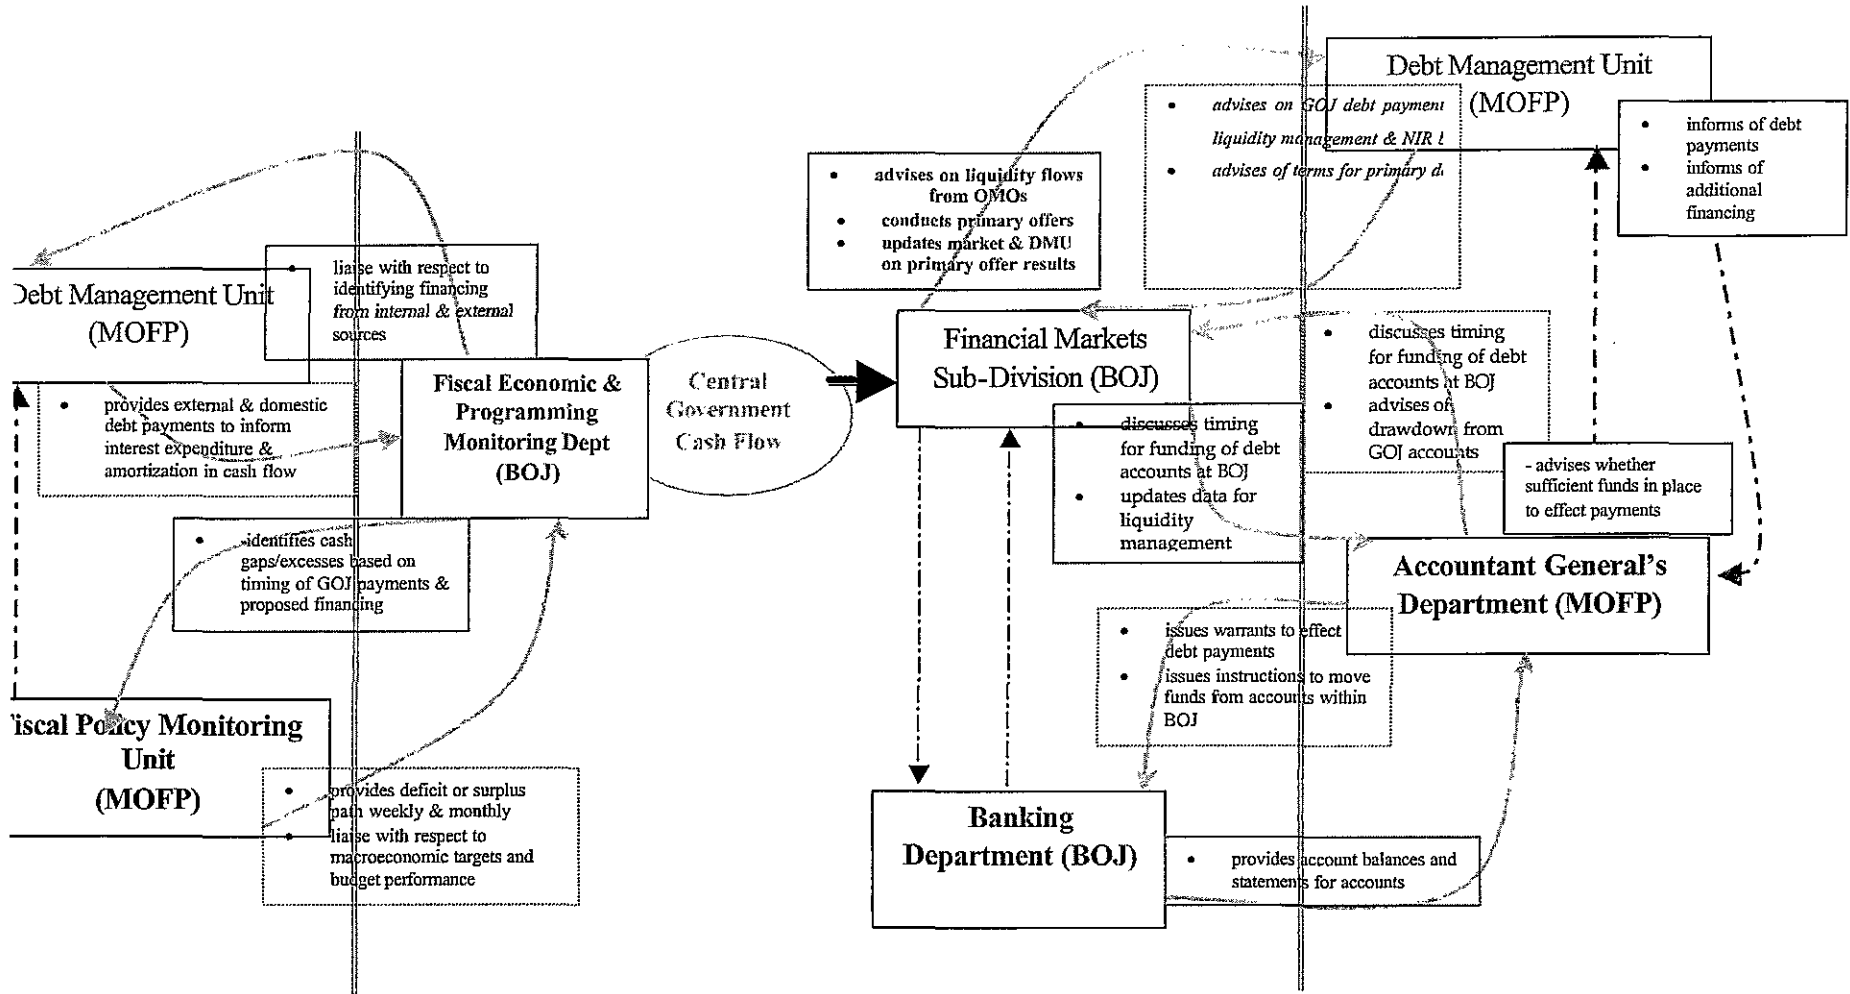 Debt Management Unit
(MOFP)
• liaise with respect to
identifying financing
from internal & external
sources
• provides external & domestic
debt payments to inform
interest expenditure &
amortization in cash flow
Fiscal Economic &
Programming
Monitoring Dept
(BOJ)
Central
Government
Cash Flow
• -identifies cash
gaps/excesses based on
timing of GOJ payments &
proposed financing
iscal Policy Monitoring
Unit
(MOFP)
• provides deficit or surplus
path weekly & monthly
• liaise with respect to
macroeconomic targets and
budget performance
• advises on liquidity flows
from OMOs
• conducts primary offers
• updates market & DMU
on primary offer results
Financial Markets
Sub-Division (BOJ)
• discusses timing
for funding of debt
accounts at BOJ
• updates data for
liquidity
management
Debt Management Unit
(MOFP)
• advises on GOJ debt payment
liquidity management & NIR
• advises of terms for primary
• informs of debt
payments
• informs of
additional
financing
• discusses timing
for funding of debt
accounts at BOJ
• advises of
drawdown from
GOJ accounts
- advises whether
sufficient funds in place
to effect payments
Accountant General's
Department (MOFP)
• issues warrants to effect
debt payments
• issues instructions to move
funds from accounts within
BOJ
Banking
Department (BOJ)
• provides account balances and
statements for accounts